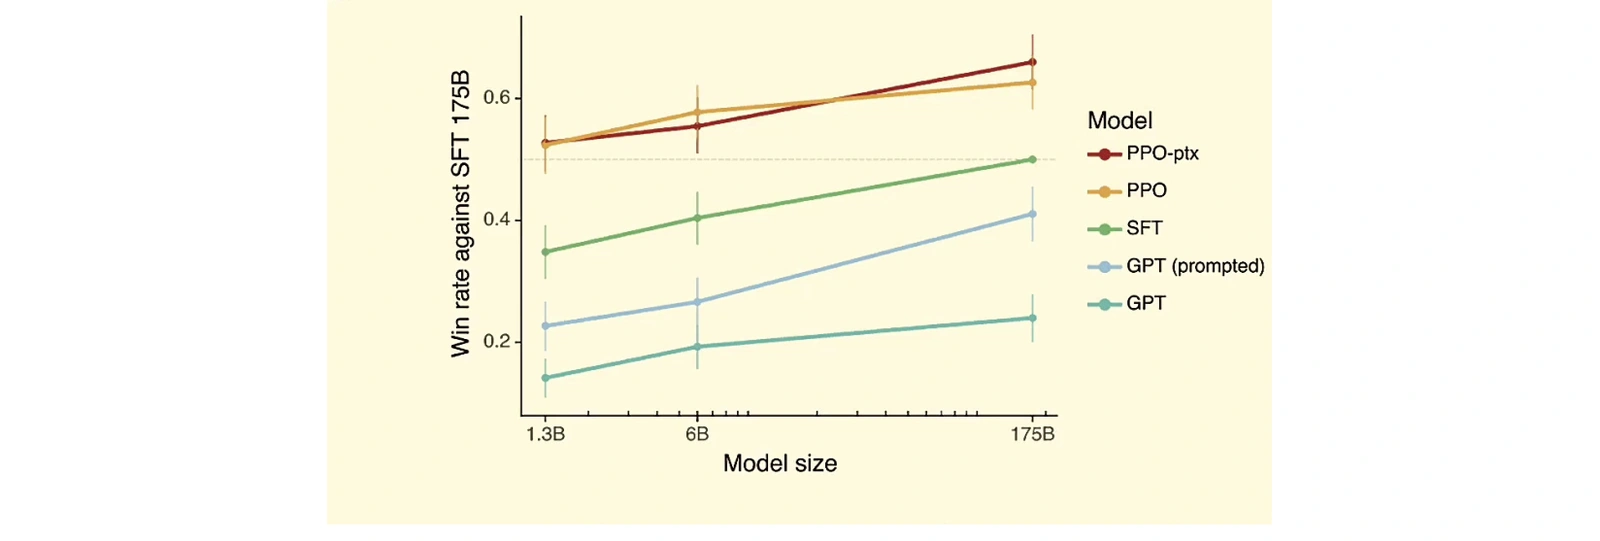 Win rate against SFT 175B
0.6
0.4
0.2
1.3B
6B
175B
Model size
Model
PPO-ptx
PPO
SFT
GPT (prompted)
GPT